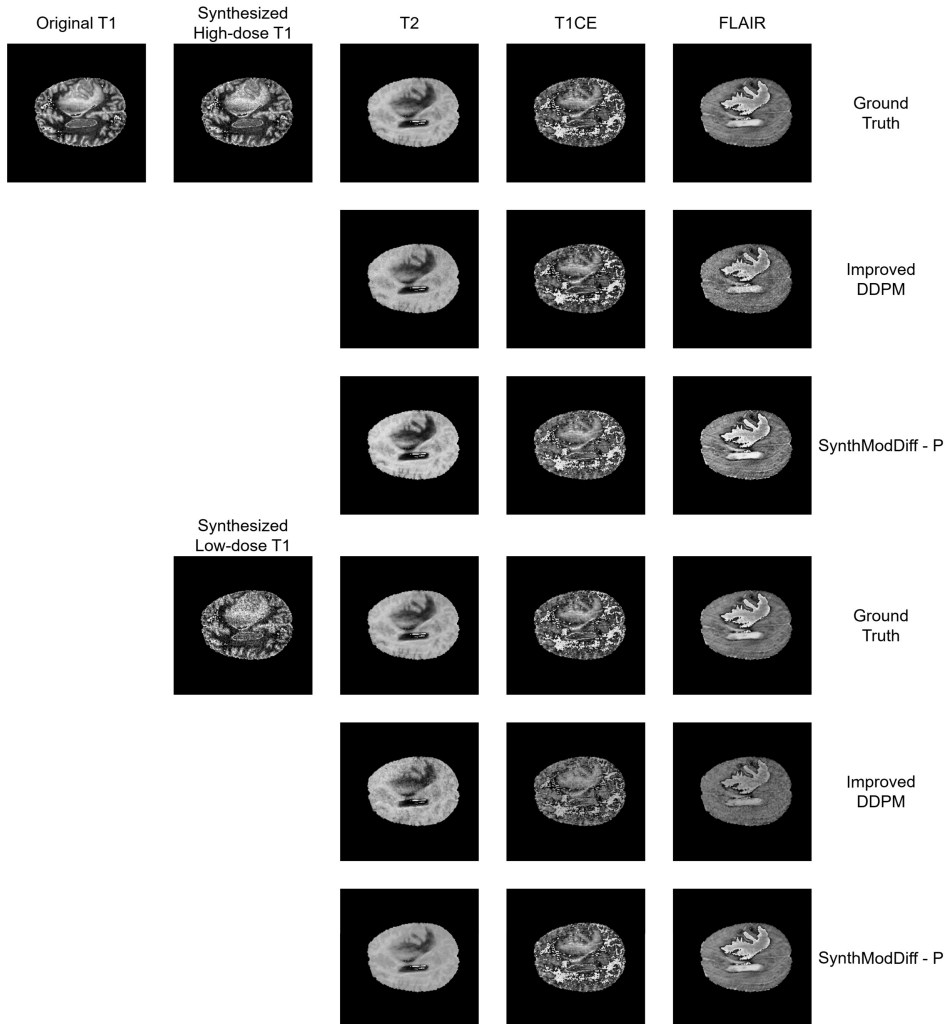 Original T1
Synthesized
High-dose T1
T2
T1CE
FLAIR
Ground
Truth
Improved
DDPM
SynthModDiff - P
Synthesized
Low-dose T1
Ground
Truth
Improved
DDPM
SynthModDiff - P